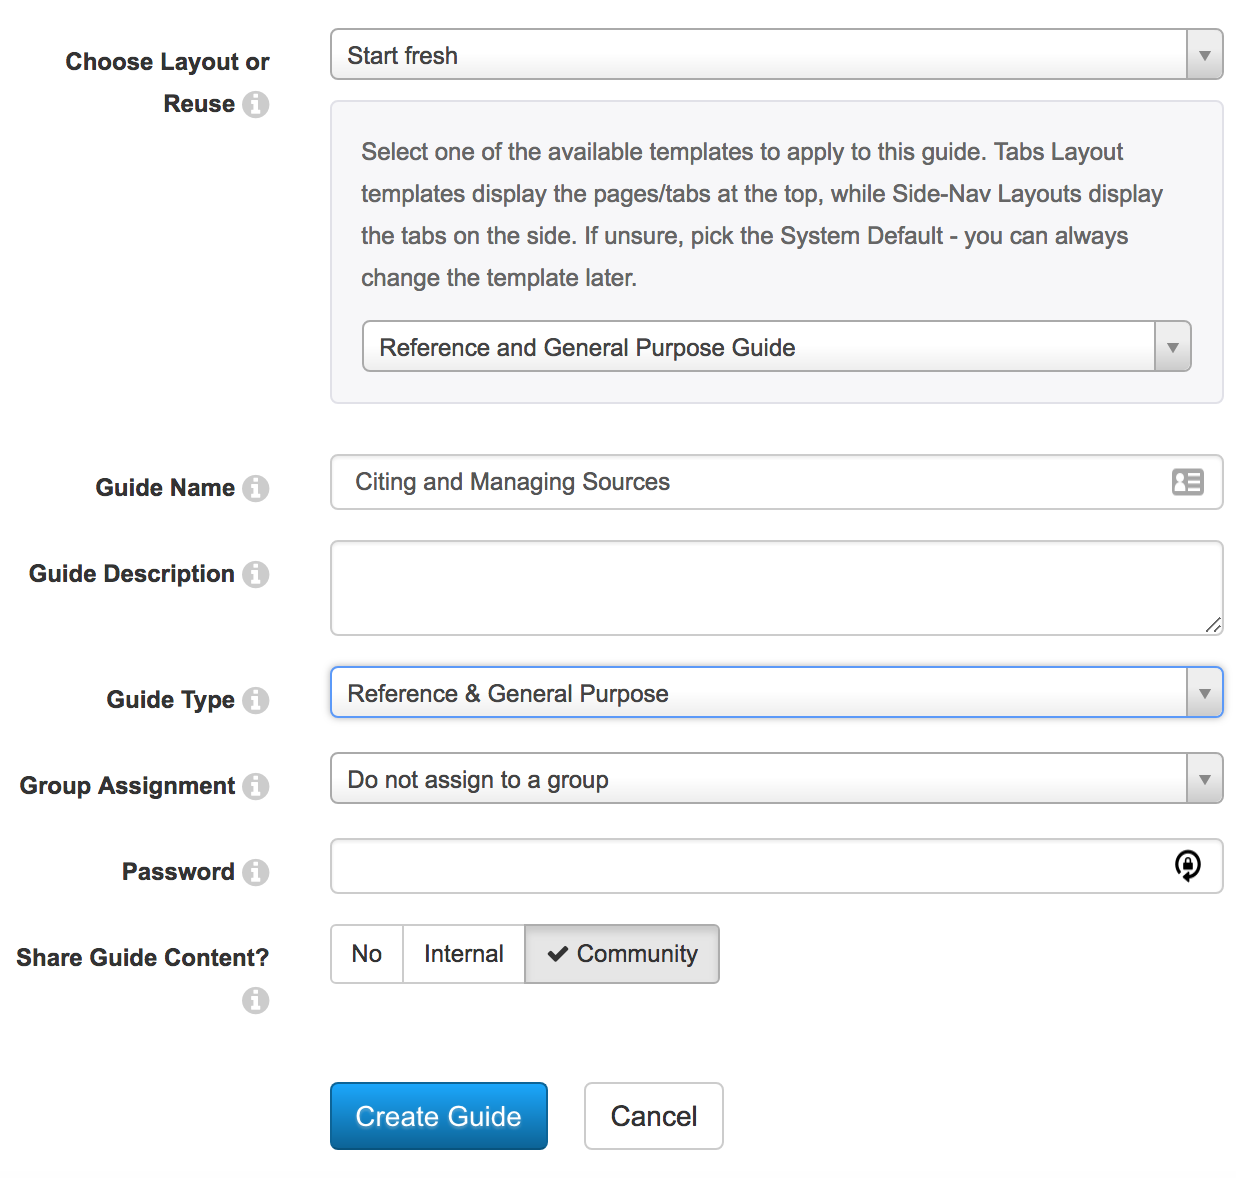 Choose Layout or
Reuse
Start fresh
Select one of the available templates to apply to this guide. Tabs Layout
templates display the pages/tabs at the top, while Side-Nav Layouts display
the tabs on the side. If unsure, pick the System Default - you can always
change the template later.
Reference and General Purpose Guide
Guide Name
Citing and Managing Sources
Guide Description
Guide Type
Reference & General Purpose
Group Assignment
Do not assign to a group
Password
Share Guide Content?
No
Internal
Community
Create Guide
Cancel